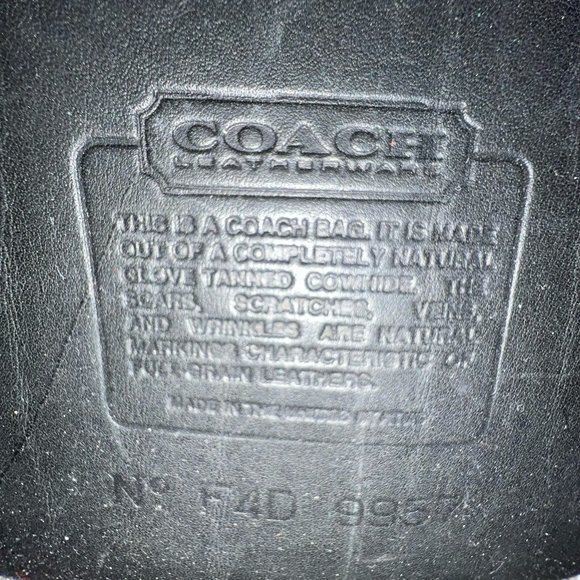 COACH
LEATHERWARE
THIS IS A COACH BAG. IT IS MADE
OUT OF A COMPLETELY NATURAL
GLOVE TANNED COWHIDE. THE
SCARS, SCRATCHES, VEINS,
AND WRINKLES ARE NATURAL
MARKINGS CHARACTERISTIC OF
FULL GRAIN LEATHERS.
MADE IN THE UNITED STATES
Nº F4D 9957